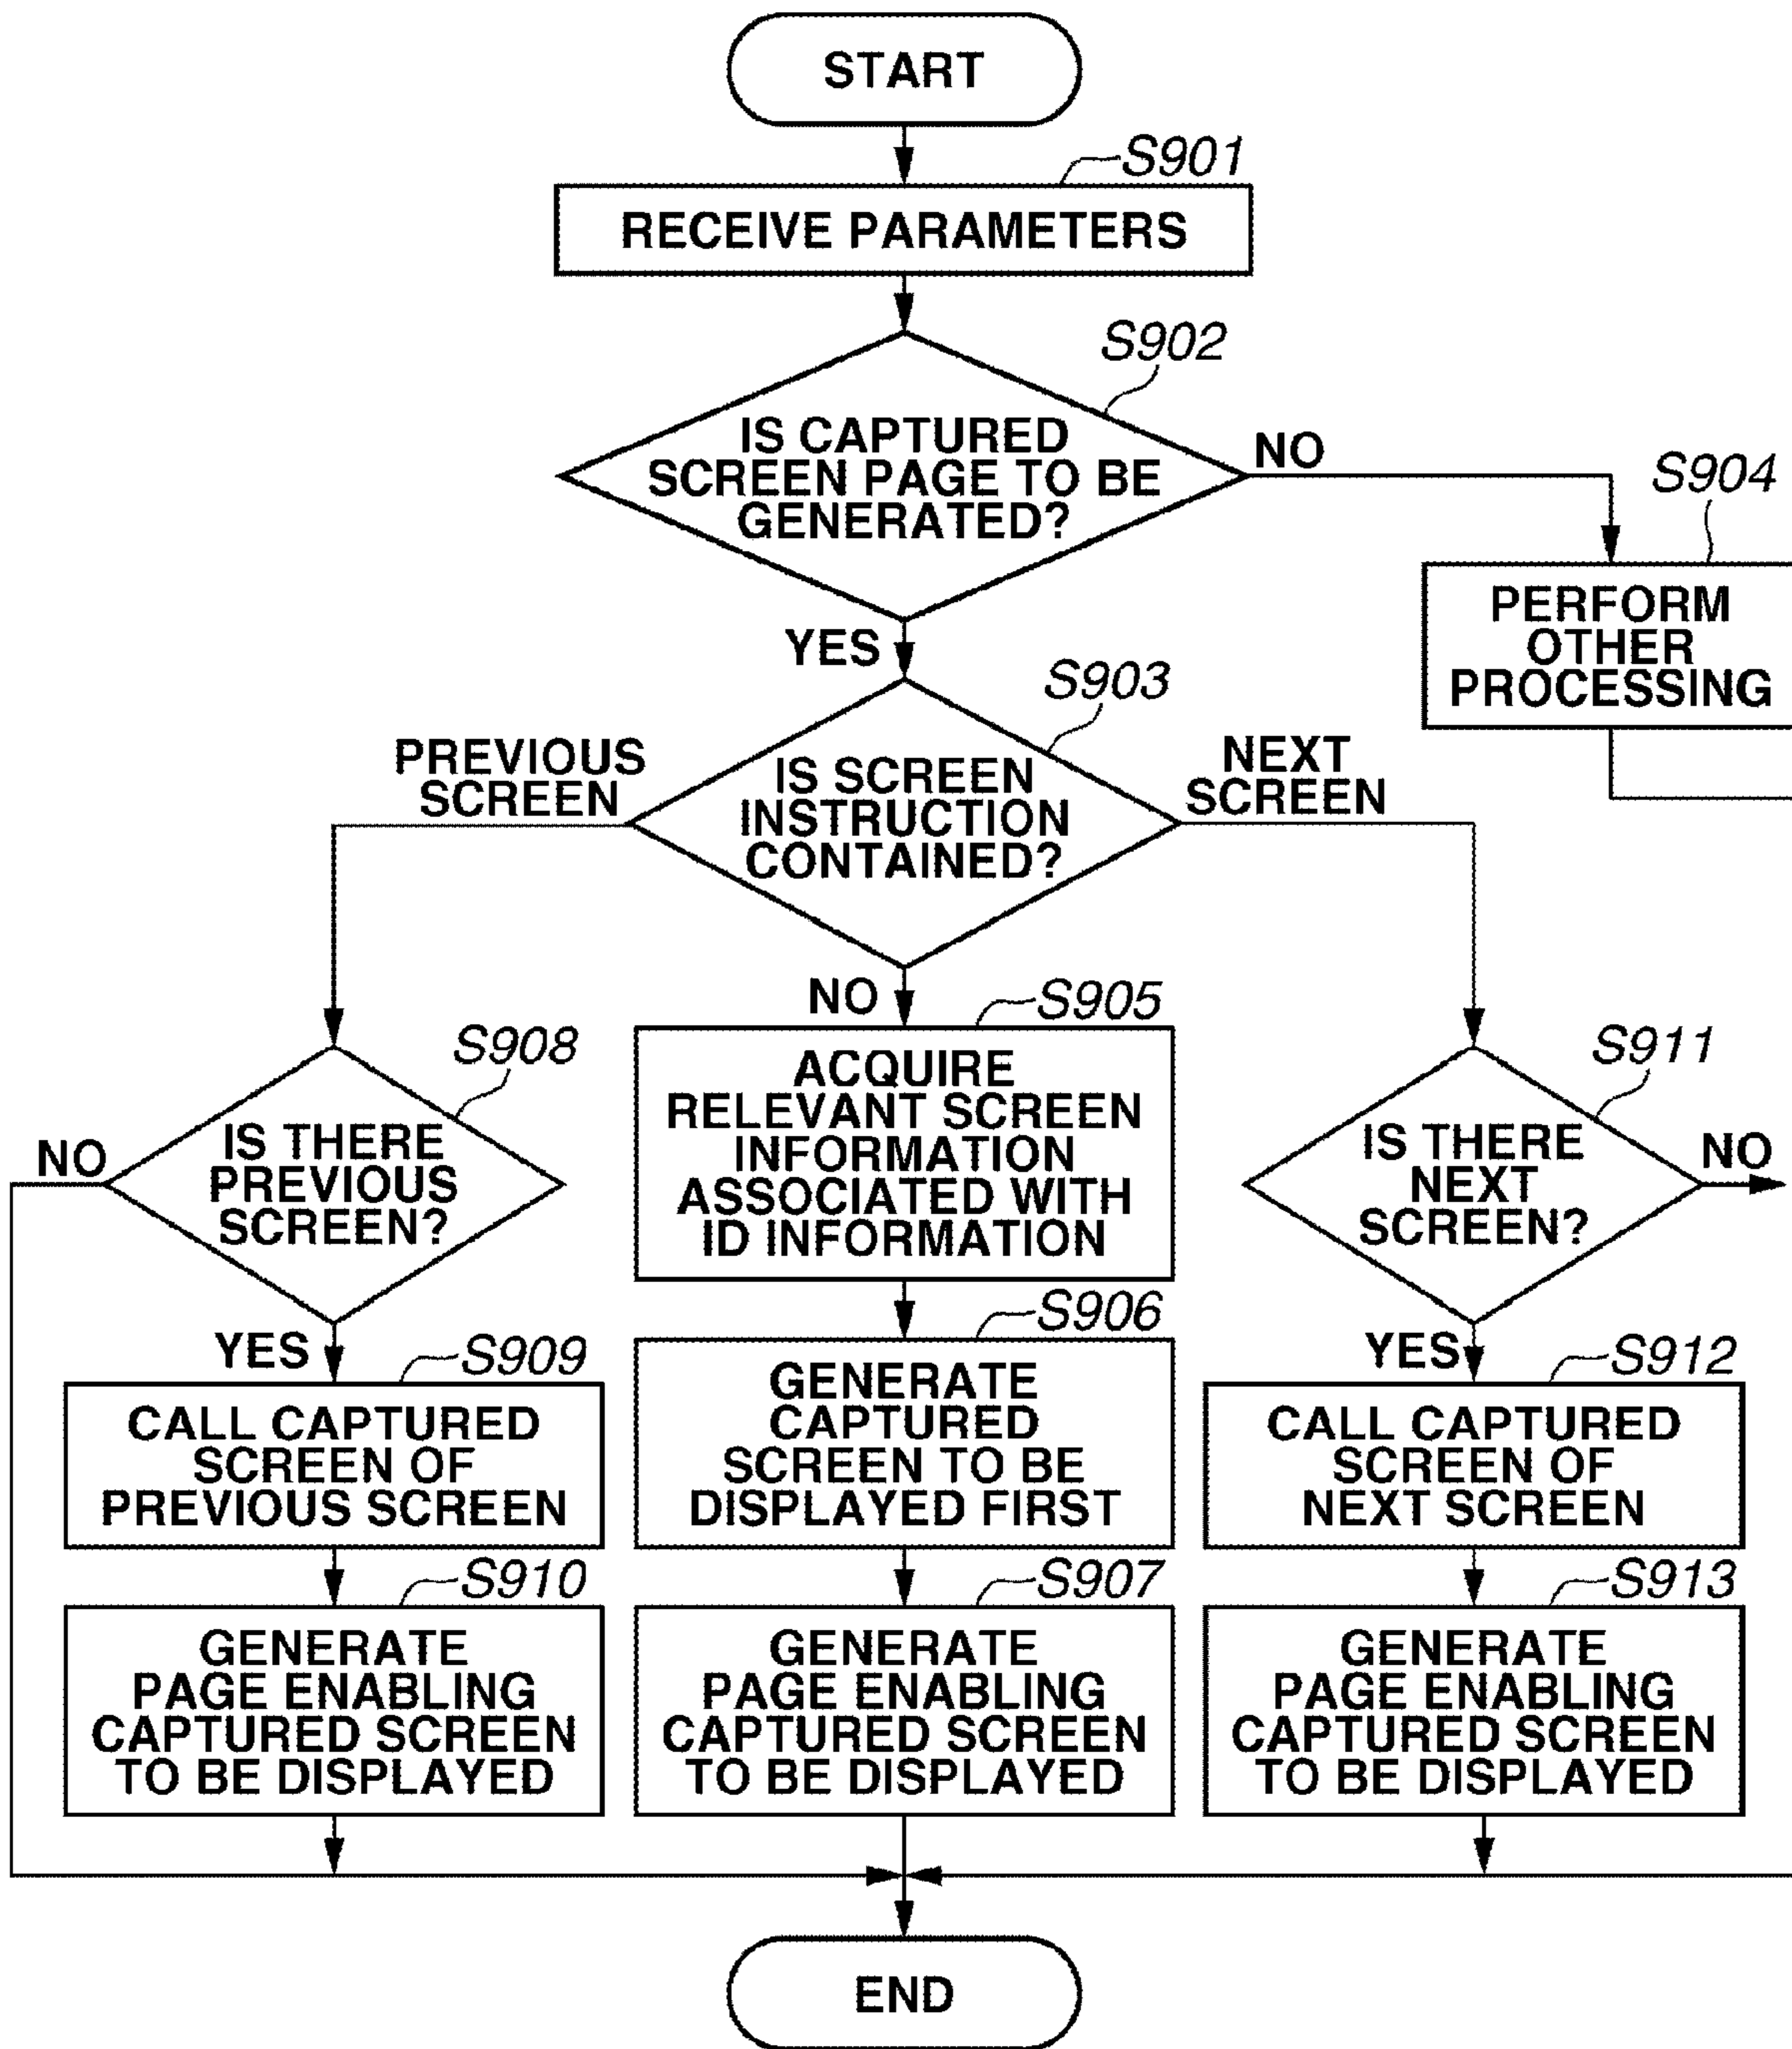 START
S901
RECEIVE PARAMETERS
S902
IS CAPTURED
SCREEN PAGE TO BE
GENERATED?
NO
S904
PERFORM
OTHER
PROCESSING
YES
S903
PREVIOUS
SCREEN
IS SCREEN
INSTRUCTION
CONTAINED?
NEXT
SCREEN
NO
S908
IS THERE
PREVIOUS
SCREEN?
NO
S905
ACQUIRE
RELEVANT SCREEN
INFORMATION
ASSOCIATED WITH
ID INFORMATION
S911
IS THERE
NEXT
SCREEN?
NO
YES
S909
CALL CAPTURED
SCREEN OF
PREVIOUS SCREEN
S906
GENERATE
CAPTURED
SCREEN TO BE
DISPLAYED FIRST
YES
S912
CALL CAPTURED
SCREEN OF
NEXT SCREEN
S910
GENERATE
PAGE ENABLING
CAPTURED SCREEN
TO BE DISPLAYED
S907
GENERATE
PAGE ENABLING
CAPTURED SCREEN
TO BE DISPLAYED
S913
GENERATE
PAGE ENABLING
CAPTURED SCREEN
TO BE DISPLAYED
END